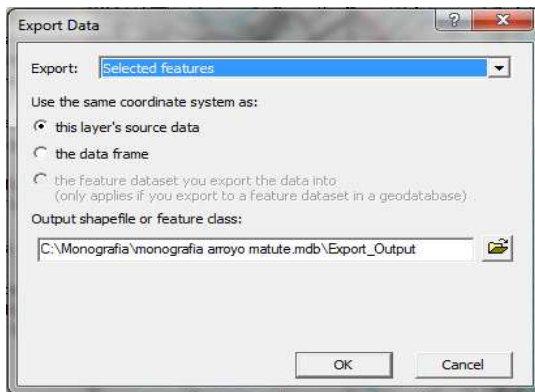 Export Data
Export: Selected features
Use the same coordinate system as:
this layer's source data
the data frame
the feature dataset you export the data into
(only applies if you export to a feature dataset in a geodatabase)
Output shapefile or feature class:
C:\Monografia\monografia arroyo matute.mdb\Export_Output
OK Cancel